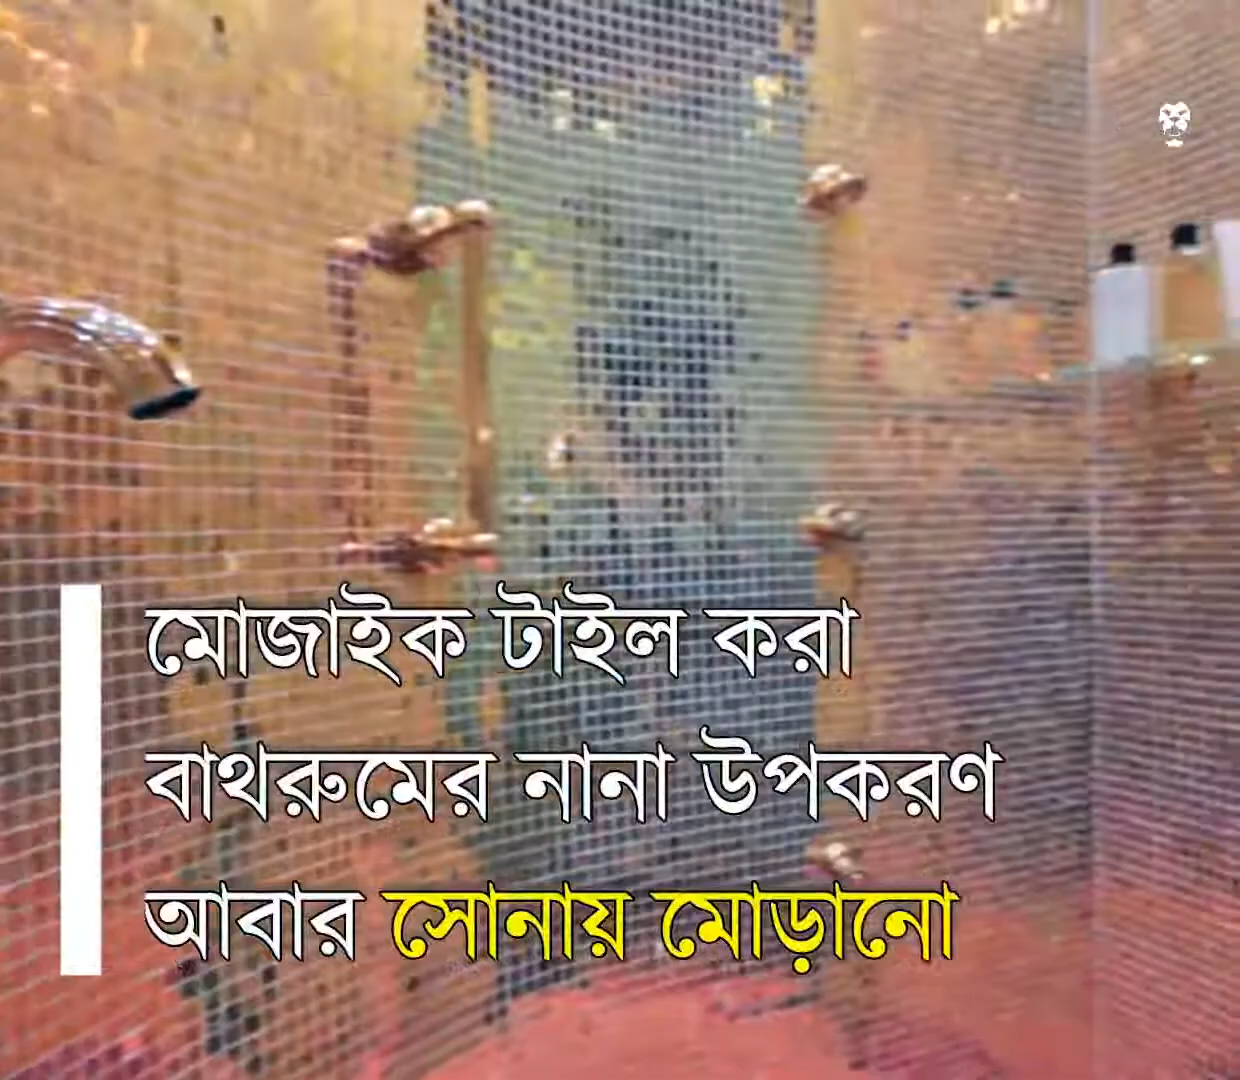 মোজাইক টাইল করা
বাথরুমের নানা উপকরণ
আবার সোনায় মোড়ানো